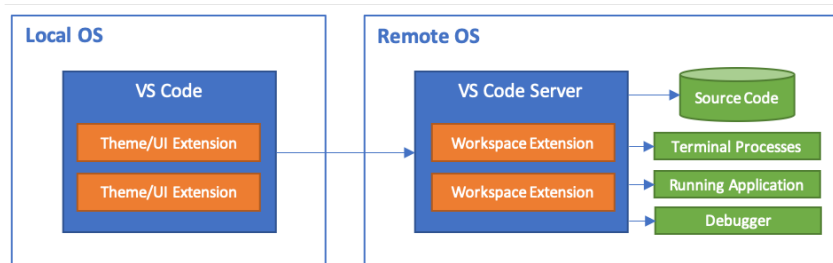 Local OS
Remote OS
VS Code
Theme/UI Extension
Theme/UI Extension
VS Code Server
Workspace Extension
Workspace Extension
Source Code
Terminal Processes
Running Application
Debugger